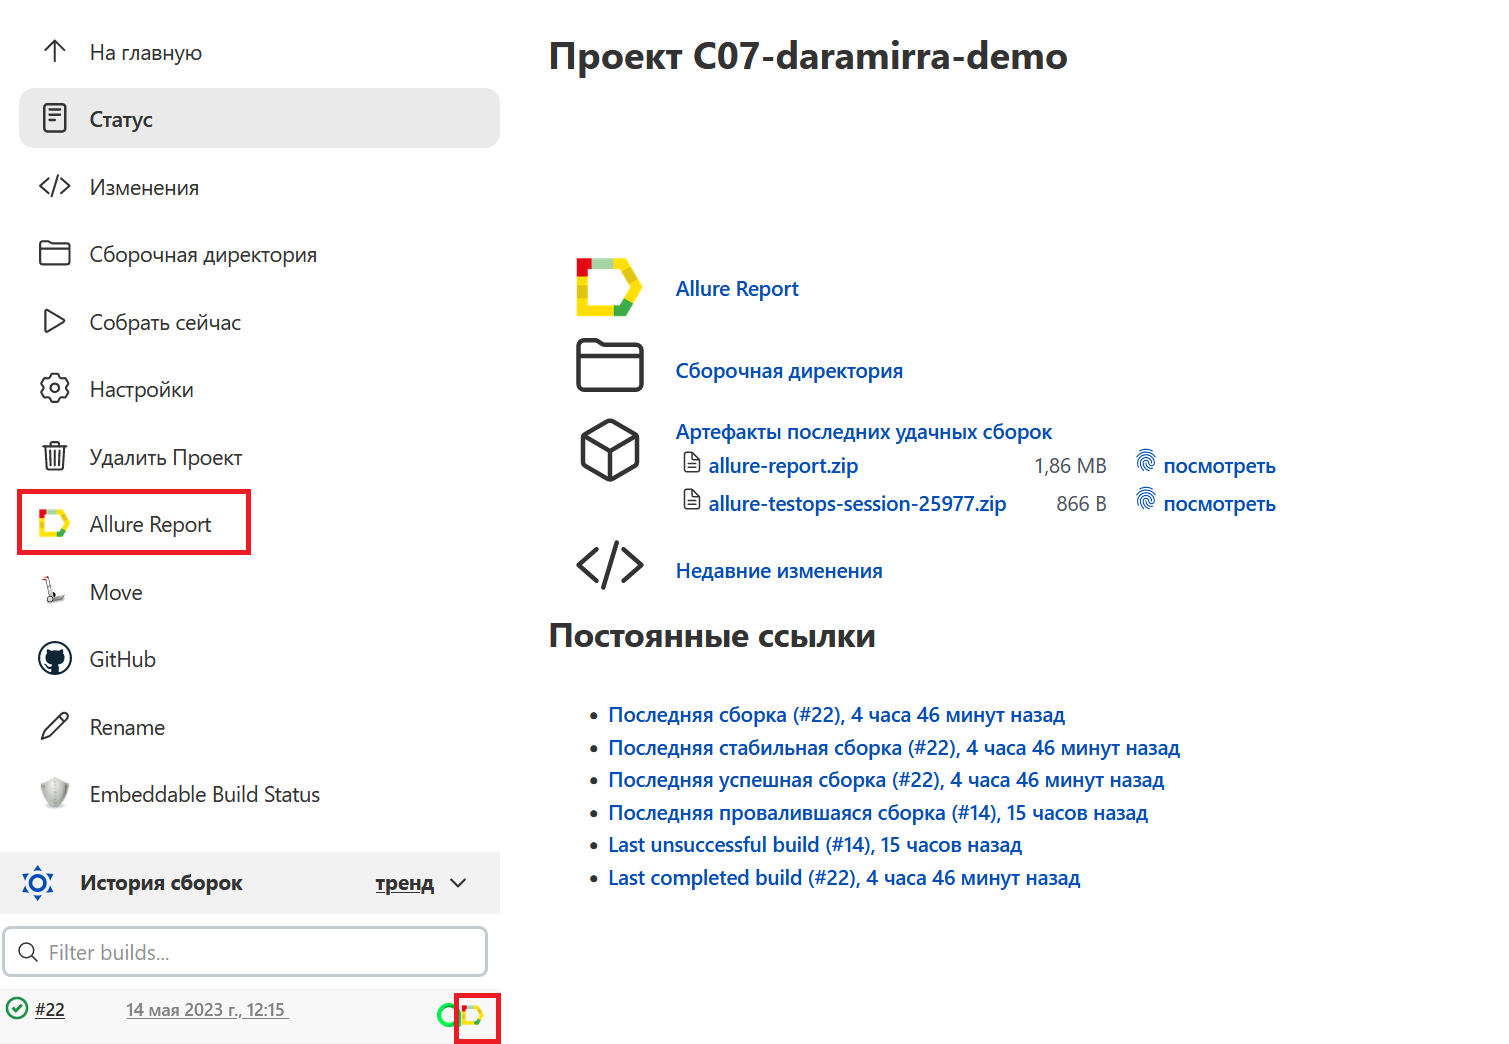 На главную
Статус
Изменения
Сборочная директория
Собрать сейчас
Настройки
Удалить Проект
Allure Report
Move
GitHub
Rename
Embeddable Build Status
История сборок тренд
Filter builds...
#22 14 мая 2023 г., 12:15
Проект C07-daramirra-demo
Allure Report
Сборочная директория
Артефакты последних удачных сборок
allure-report.zip 1,86 MB посмотреть
allure-testops-session-25977.zip 866 B посмотреть
Недавние изменения
Постоянные ссылки
Последняя сборка (#22), 4 часа 46 минут назад
Последняя стабильная сборка (#22), 4 часа 46 минут назад
Последняя успешная сборка (#22), 4 часа 46 минут назад
Последняя провалившаяся сборка (#14), 15 часов назад
Last unsuccessful build (#14), 15 часов назад
Last completed build (#22), 4 часа 46 минут назад